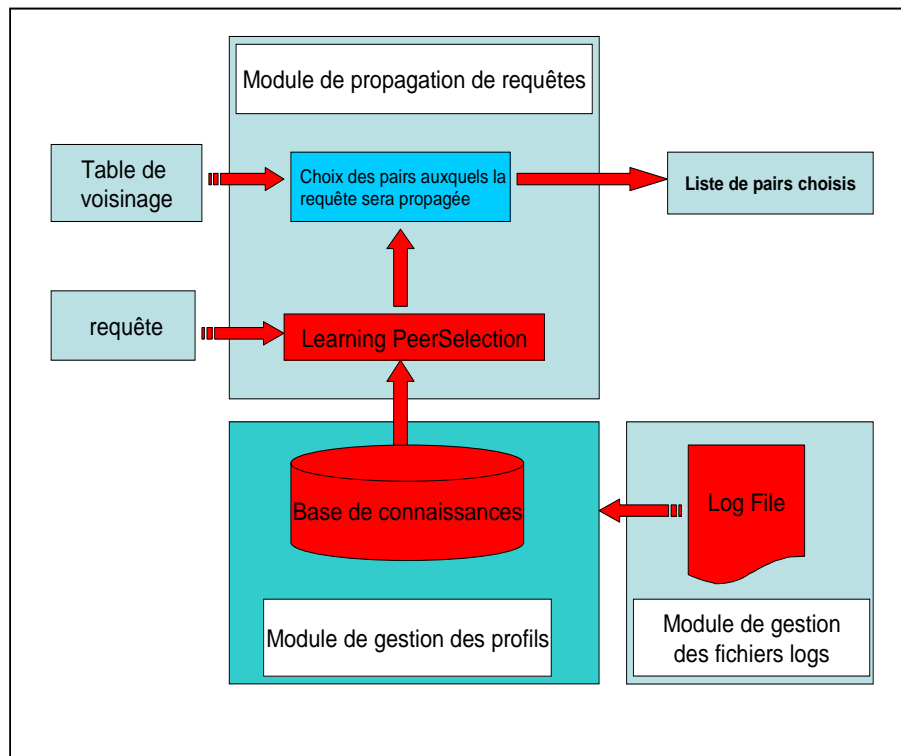 Module de propagation de requêtes
Table de
voisinage
Choix des pairs auxquels la
requête sera propagée
Liste de pairs choisis
requête
Learning PeerSelection
Base de connaissances
Log File
Module de gestion des profils
Module de gestion
des fichiers logs